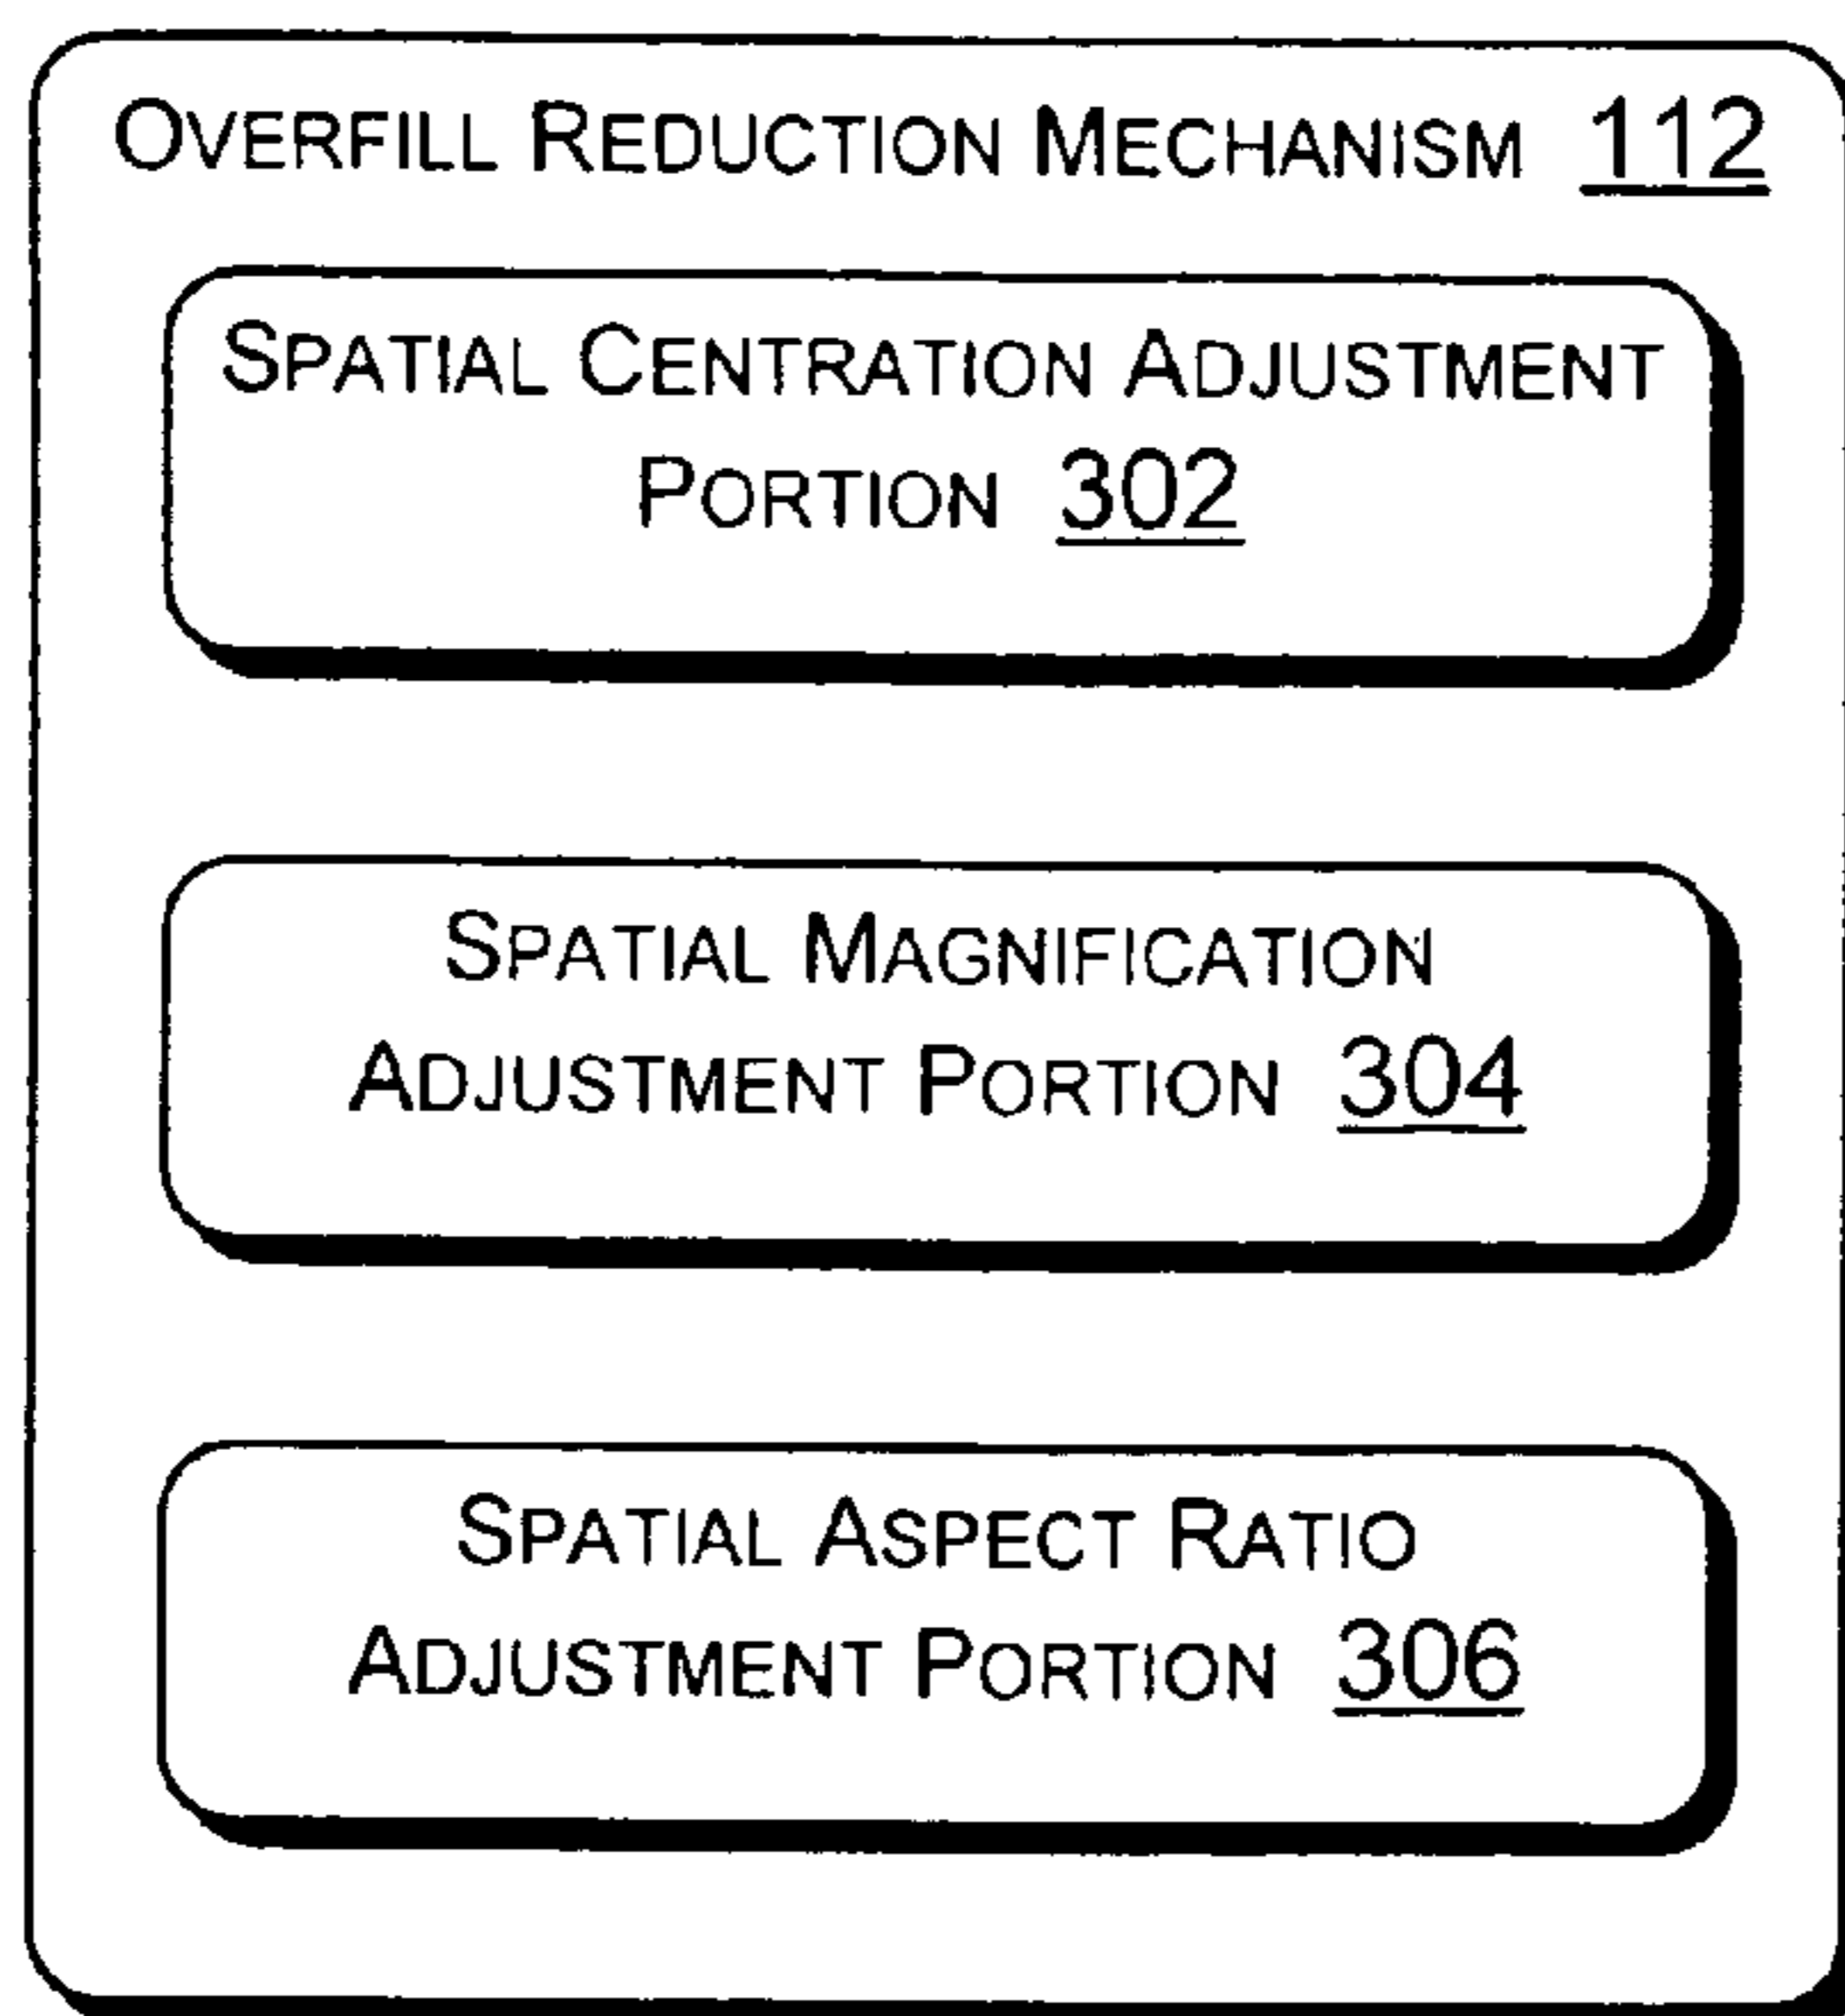 OVERFILL REDUCTION MECHANISM 112
SPATIAL CENTRATION ADJUSTMENT
PORTION 302
SPATIAL MAGNIFICATION
ADJUSTMENT PORTION 304
SPATIAL ASPECT RATIO
ADJUSTMENT PORTION 306